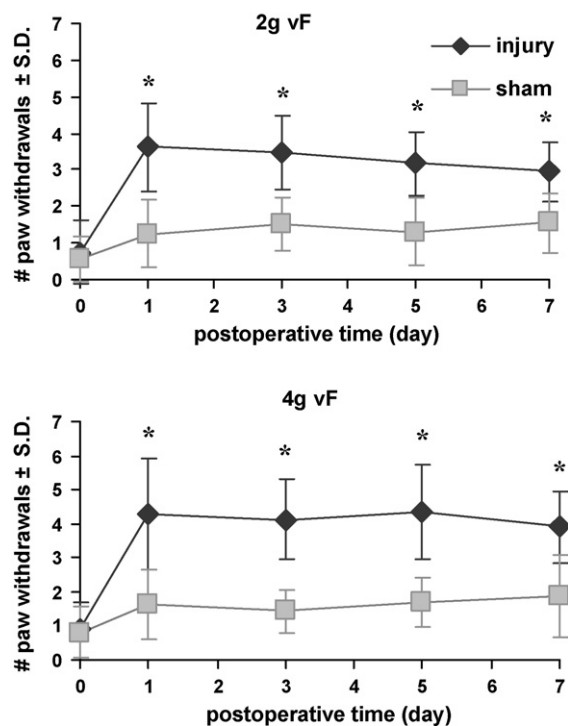 2g vF
injury
sham
# paw withdrawals ± S.D.
7
6
5
4
3
2
1
0
* * * *
0 1 2 3 4 5 6 7
postoperative time (day)
4g vF
# paw withdrawals ± S.D.
7
6
5
4
3
2
1
0
* * * *
0 1 2 3 4 5 6 7
postoperative time (day)